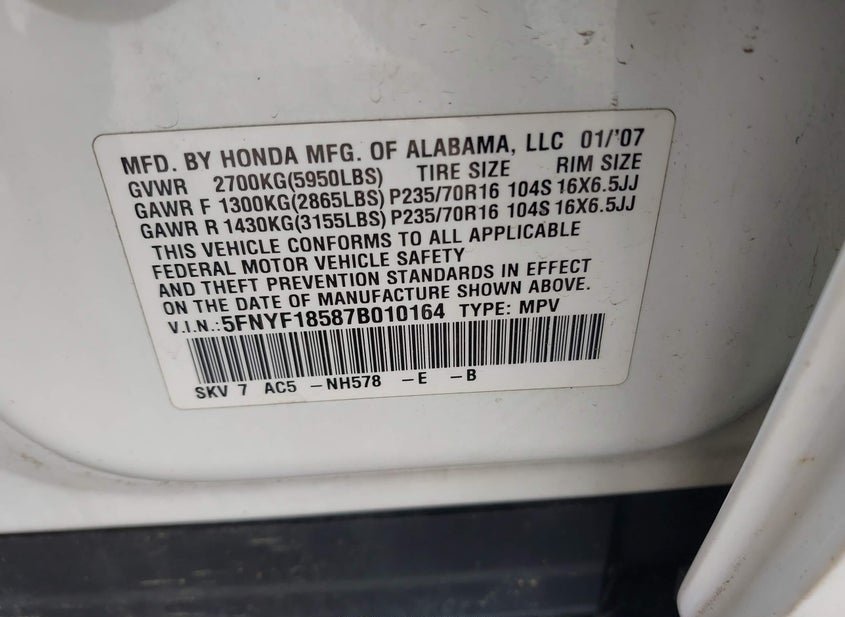 MFD. BY HONDA MFG. OF ALABAMA, LLC 01/'07
GVWR 2700KG(5950LBS) TIRE SIZE RIM SIZE
GAWR F 1300KG(2865LBS) P235/70R16 104S 16X6.5JJ
GAWR R 1430KG(3155LBS) P235/70R16 104S 16X6.5JJ
THIS VEHICLE CONFORMS TO ALL APPLICABLE
FEDERAL MOTOR VEHICLE SAFETY
AND THEFT PREVENTION STANDARDS IN EFFECT
ON THE DATE OF MANUFACTURE SHOWN ABOVE.
V.I.N.:5FNYF18587B010164 TYPE: MPV
SKV 7 AC5 -NH578 -E -B